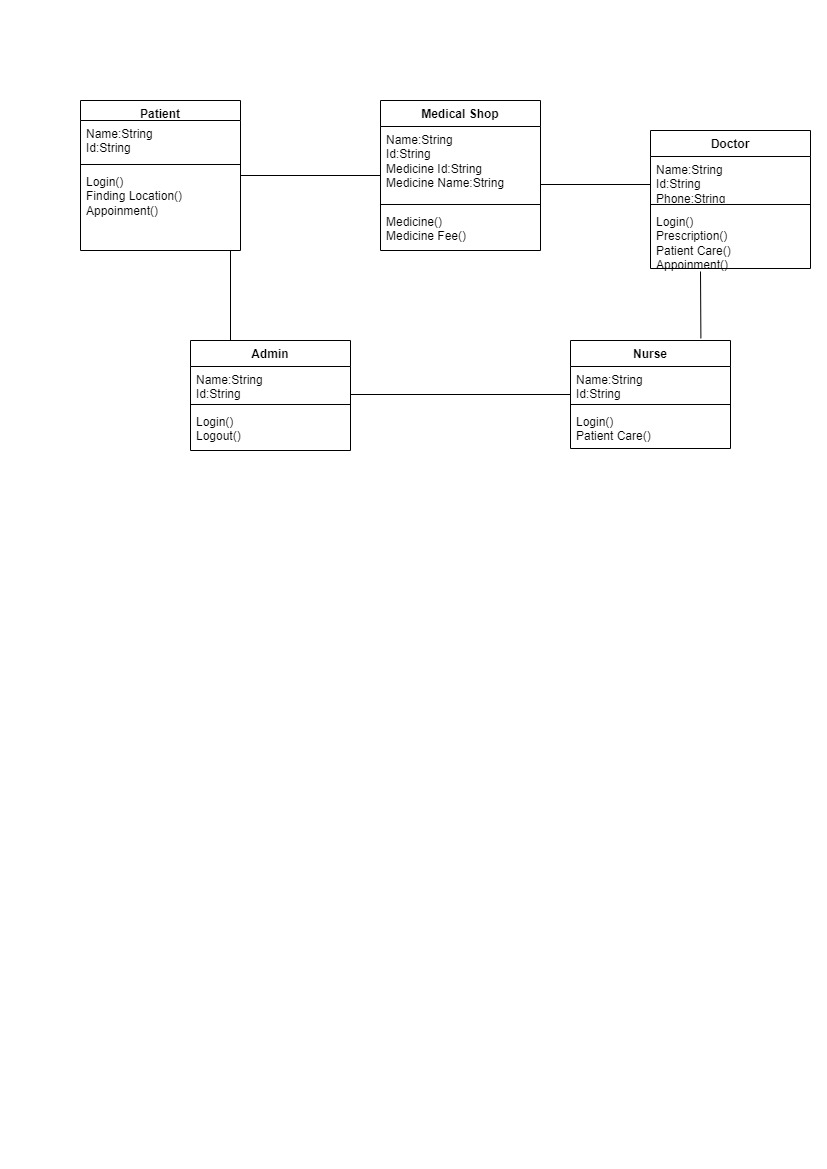 Patient
Name:String
Id:String
Login()
Finding Location()
Appoinment()
Medical Shop
Name:String
Id:String
Medicine Id:String
Medicine Name:String
Medicine()
Medicine Fee()
Doctor
Name:String
Id:String
Phone:String
Login()
Prescription()
Patient Care()
Appoinment()
Admin
Name:String
Id:String
Login()
Logout()
Nurse
Name:String
Id:String
Login()
Patient Care()